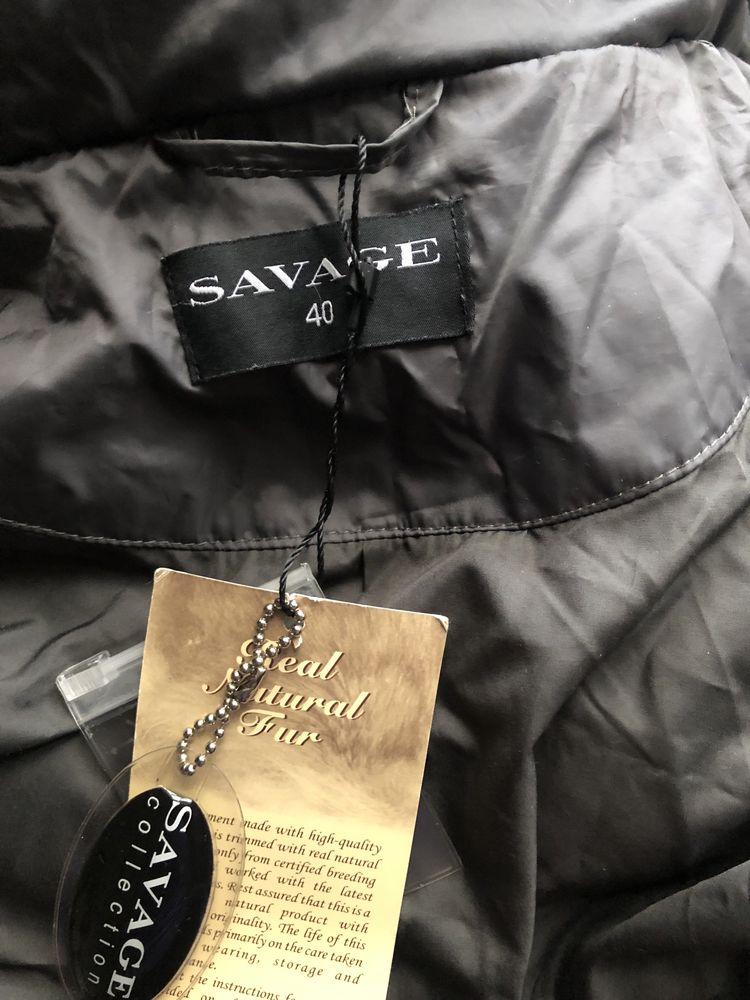 SAVAGE
40
Real
Natural
Fur
made with high-quality
is trimmed with real natural
only from certified breeding
worked with the latest
Rest assured that this is a
natural product with
originality. The life of this
primarily on the care taken
wearing, storage and
the instructions
SAVAGE
collection